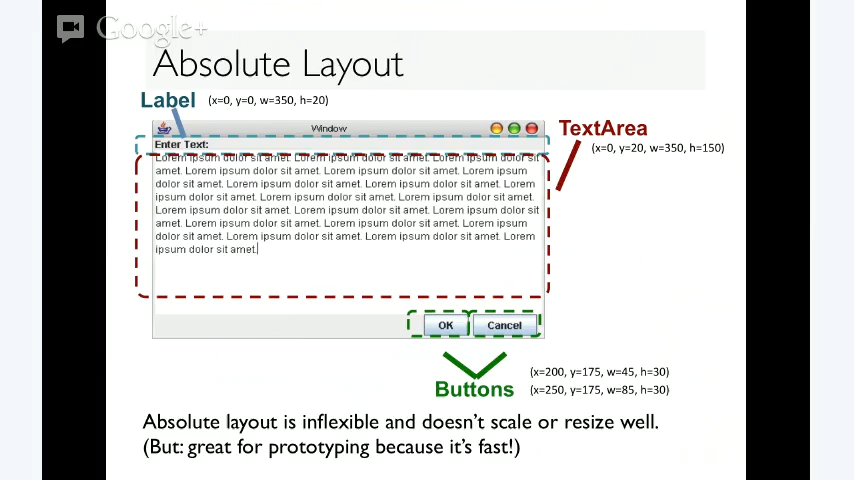 Google+
Absolute Layout
Label (x=0, y=0, w=350, h=20)
Window
TextArea
(x=0, y=20, w=350, h=150)
Enter Text:
Lorem ipsum dolor sit amet. Lorem ipsum dolor sit amet. Lorem ipsum dolor sit
amet. Lorem ipsum dolor sit amet. Lorem ipsum dolor sit amet. Lorem ipsum
dolor sit amet. Lorem ipsum dolor sit amet. Lorem ipsum dolor sit amet. Lorem
ipsum dolor sit amet. Lorem ipsum dolor sit amet. Lorem ipsum dolor sit amet.
Lorem ipsum dolor sit amet. Lorem ipsum dolor sit amet. Lorem ipsum dolor sit
amet. Lorem ipsum dolor sit amet. Lorem ipsum dolor sit amet. Lorem ipsum
dolor sit amet. Lorem ipsum dolor sit amet. Lorem ipsum dolor sit amet. Lorem
ipsum dolor sit amet.
OK Cancel
(x=200, y=175, w=45, h=30)
Buttons (x=250, y=175, w=85, h=30)
Absolute layout is inflexible and doesn't scale or resize well.
(But: great for prototyping because it's fast!)